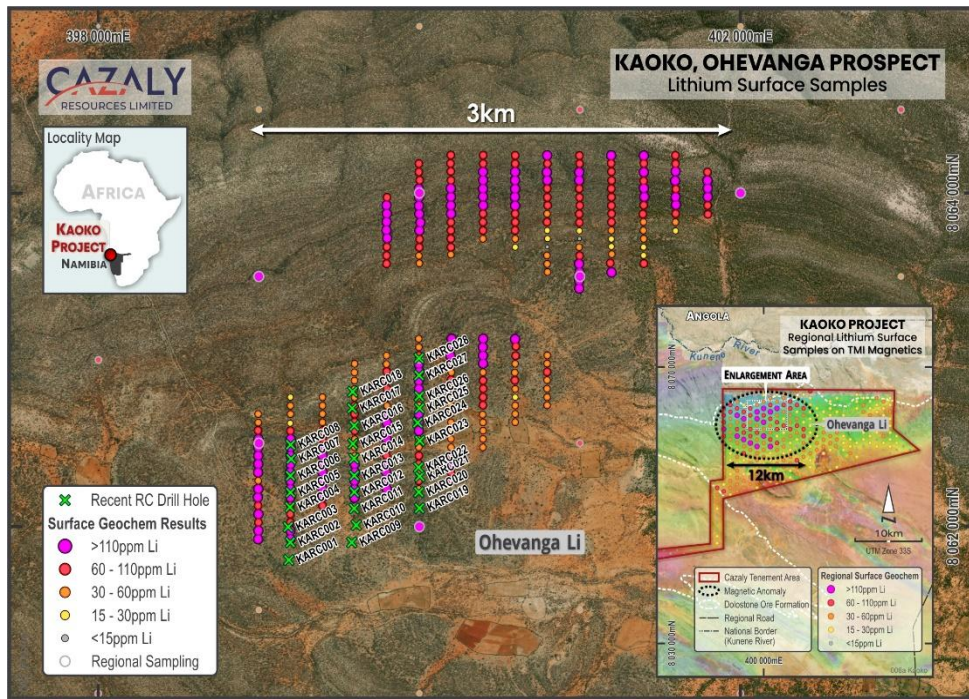 398 000mE
402 000mE
CAZALY
RESOURCES LIMITED
KAOKO, OHEVANGA PROSPECT
Lithium Surface Samples
3km
Locality Map
AFRICA
KAOKO
PROJECT
NAMIBIA
8 064 000mN
8 062 000mN
KARC028
KARC027
KARC026
KARC025
KARC024
KARC023
KARC022
KARC021
KARC020
KARC019
KARC018
KARC017
KARC016
KARC015
KARC014
KARC013
KARC012
KARC011
KARC010
KARC009
KARC008
KARC007
KARC006
KARC005
KARC004
KARC003
KARC002
KARC001
Ohevanga Li
Recent RC Drill Hole
Surface Geochem Results
>110ppm Li
60 - 110ppm Li
30 - 60ppm Li
15 - 30ppm Li
<15ppm Li
Regional Sampling
KAOKO PROJECT
Regional Lithium Surface
Samples on TMI Magnetics
ANGOLA
Kunene River
8 070 000mN
ENLARGEMENT AREA
Ohevanga Li
12km
N
10km
UTM Zone 33S
Cazaly Tenement Area
Magnetic Anomaly
Dolostone Ore Formation
Regional Road
National Border
(Kunene River)
Regional Surface Geochem
>110ppm Li
60 - 110ppm Li
30 - 60ppm Li
15 - 30ppm Li
<15ppm Li
8 030 000mN
400 000mE